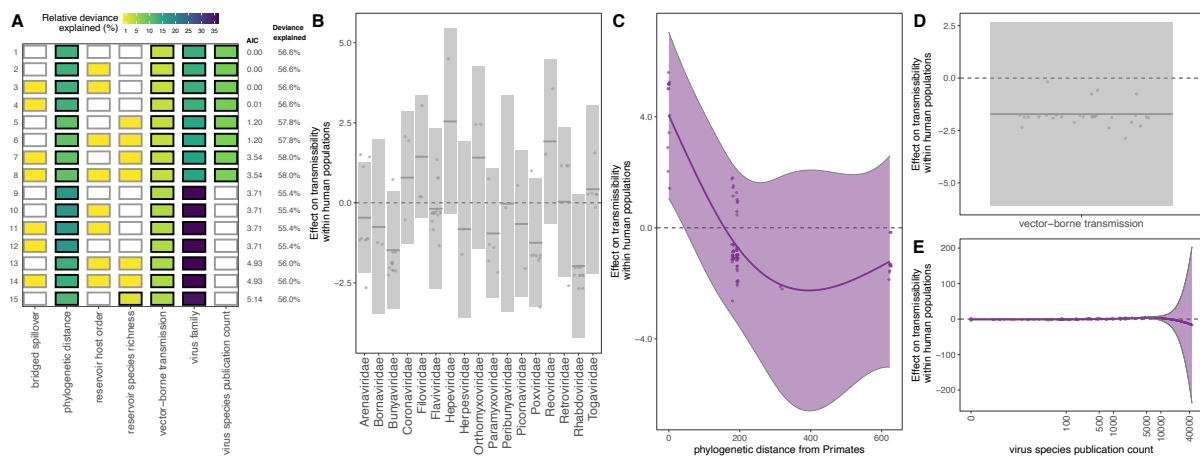 A
Relative deviance
explained (%)
1 5 10 15 20 25 30 35
AIC
Deviance
explained
1 0.00 56.6%
2 0.00 56.6%
3 0.00 56.6%
4 0.01 56.6%
5 1.20 57.8%
6 1.20 57.8%
7 3.54 58.0%
8 3.54 58.0%
9 3.71 55.4%
10 3.71 55.4%
11 3.71 55.4%
12 3.71 55.4%
13 4.93 56.0%
14 4.93 56.0%
15 5.14 56.0%
bridged spillover
phylogenetic distance
reservoir host order
reservoir species richness
vector−borne transmission
virus family
virus species publication count
B
Effect on transmissibility
within human populations
5.0
2.5
0.0
−2.5
Arenaviridae
Bornaviridae
Bunyaviridae
Coronaviridae
Filoviridae
Flaviviridae
Hepeviridae
Herpesviridae
Orthomyxoviridae
Paramyxoviridae
Peribunyaviridae
Picornaviridae
Poxviridae
Reoviridae
Retroviridae
Rhabdoviridae
Togaviridae
C
Effect on transmissibility
within human populations
4.0
0.0
−4.0
0 200 400 600
phylogenetic distance from Primates
D
Effect on transmissibility
within human populations
2.5
0.0
−2.5
−5.0
vector−borne transmission
E
Effect on transmissibility
within human populations
200
100
0
−100
−200
0 100 1000 5000 10000 40000
virus species publication count